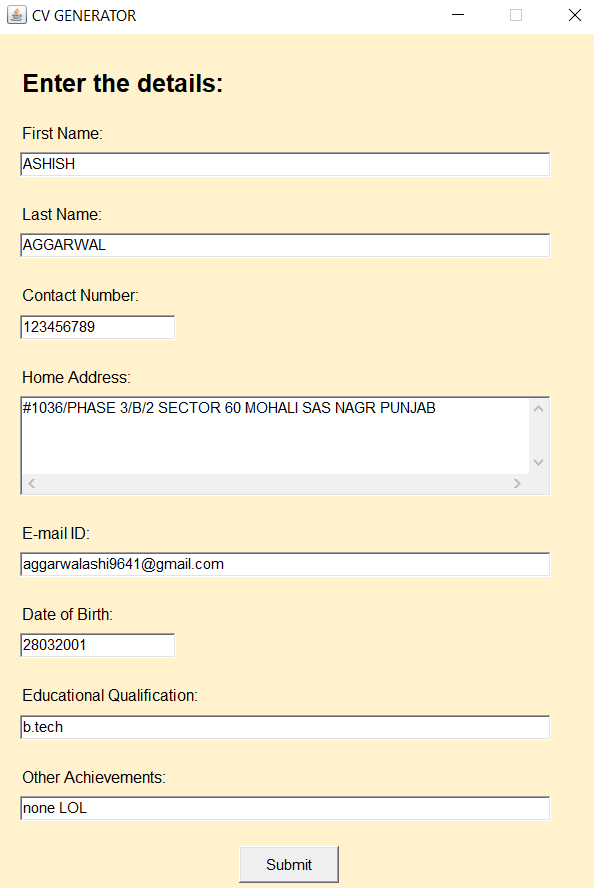 CV GENERATOR
Enter the details:
First Name:
ASHISH
Last Name:
AGGARWAL
Contact Number:
123456789
Home Address:
#1036/PHASE 3/B/2 SECTOR 60 MOHALI SAS NAGR PUNJAB
E-mail ID:
aggarwalashi9641@gmail.com
Date of Birth:
28032001
Educational Qualification:
b.tech
Other Achievements:
none LOL
Submit